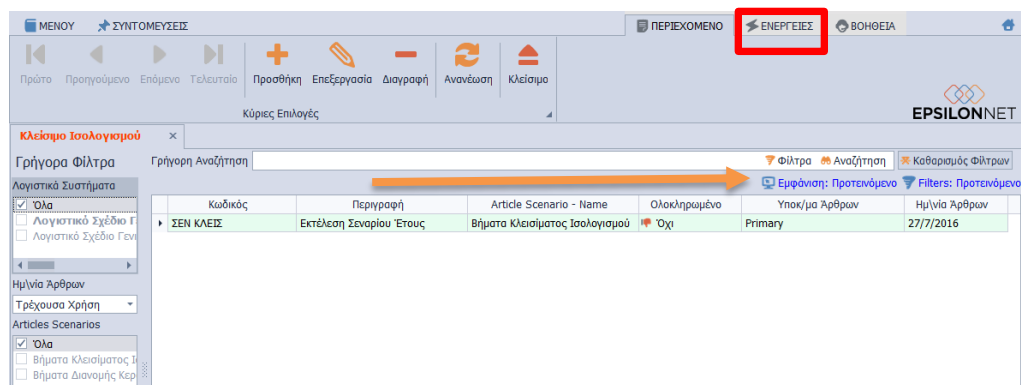 ΜΕΝΟΥ ΣΥΝΤΟΜΕΥΣΕΙΣ ΠΕΡΙΕΧΟΜΕΝΟ ΕΝΕΡΓΕΙΕΣ ΒΟΗΘΕΙΑ
Πρώτο Προηγούμενο Επόμενο Τελευταίο Προσθήκη Επεξεργασία Διαγραφή Ανανέωση Κλείσιμο
Κύριες Επιλογές
EPSILONNET
Κλείσιμο Ισολογισμού ×
Γρήγορα Φίλτρα Γρήγορη Αναζήτηση Φίλτρα Αναζήτηση Καθαρισμός Φίλτρων
Λογιστικά Συστήματα Εμφάνιση: Προτεινόμενο Filters: Προτεινόμενο
Όλα Κωδικός Περιγραφή Article Scenario - Name Ολοκληρωμένο Υποκ/μα Άρθρων Ημ\νία Άρθρων
Λογιστικό Σχέδιο Γ ΣΕΝ ΚΛΕΙΣ Εκτέλεση Σεναρίου Έτους Βήματα Κλεισίματος Ισολογισμού Όχι Primary 27/7/2016
Λογιστικό Σχέδιο Γενι
Ημ\νία Άρθρων
Τρέχουσα Χρήση
Articles Scenarios
Όλα
Βήματα Κλεισίματος Ι
Βήματα Διανομής Κερ